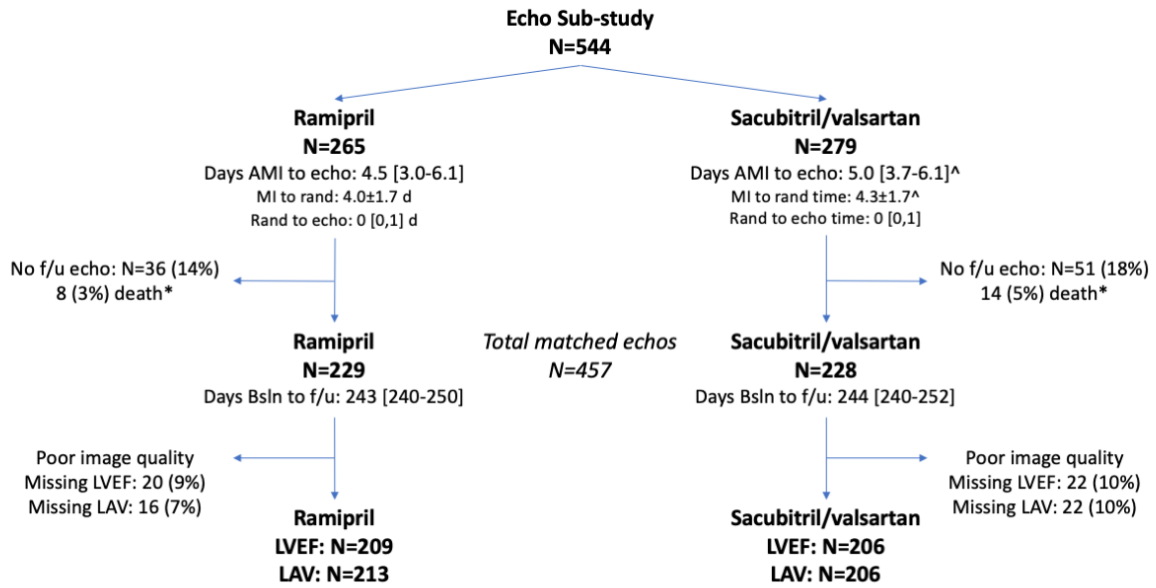 Echo Sub-study
N=544
Ramipril
N=265
Days AMI to echo: 4.5 [3.0-6.1]
MI to rand: 4.0±1.7 d
Rand to echo: 0 [0,1] d
Sacubitril/valsartan
N=279
Days AMI to echo: 5.0 [3.7-6.1]^
MI to rand time: 4.3±1.7^
Rand to echo time: 0 [0,1]
No f/u echo: N=36 (14%)
8 (3%) death*
No f/u echo: N=51 (18%)
14 (5%) death*
Ramipril
N=229
Days Bsln to f/u: 243 [240-250]
Total matched echos
N=457
Sacubitril/valsartan
N=228
Days Bsln to f/u: 244 [240-252]
Poor image quality
Missing LVEF: 20 (9%)
Missing LAV: 16 (7%)
Poor image quality
Missing LVEF: 22 (10%)
Missing LAV: 22 (10%)
Ramipril
LVEF: N=209
LAV: N=213
Sacubitril/valsartan
LVEF: N=206
LAV: N=206